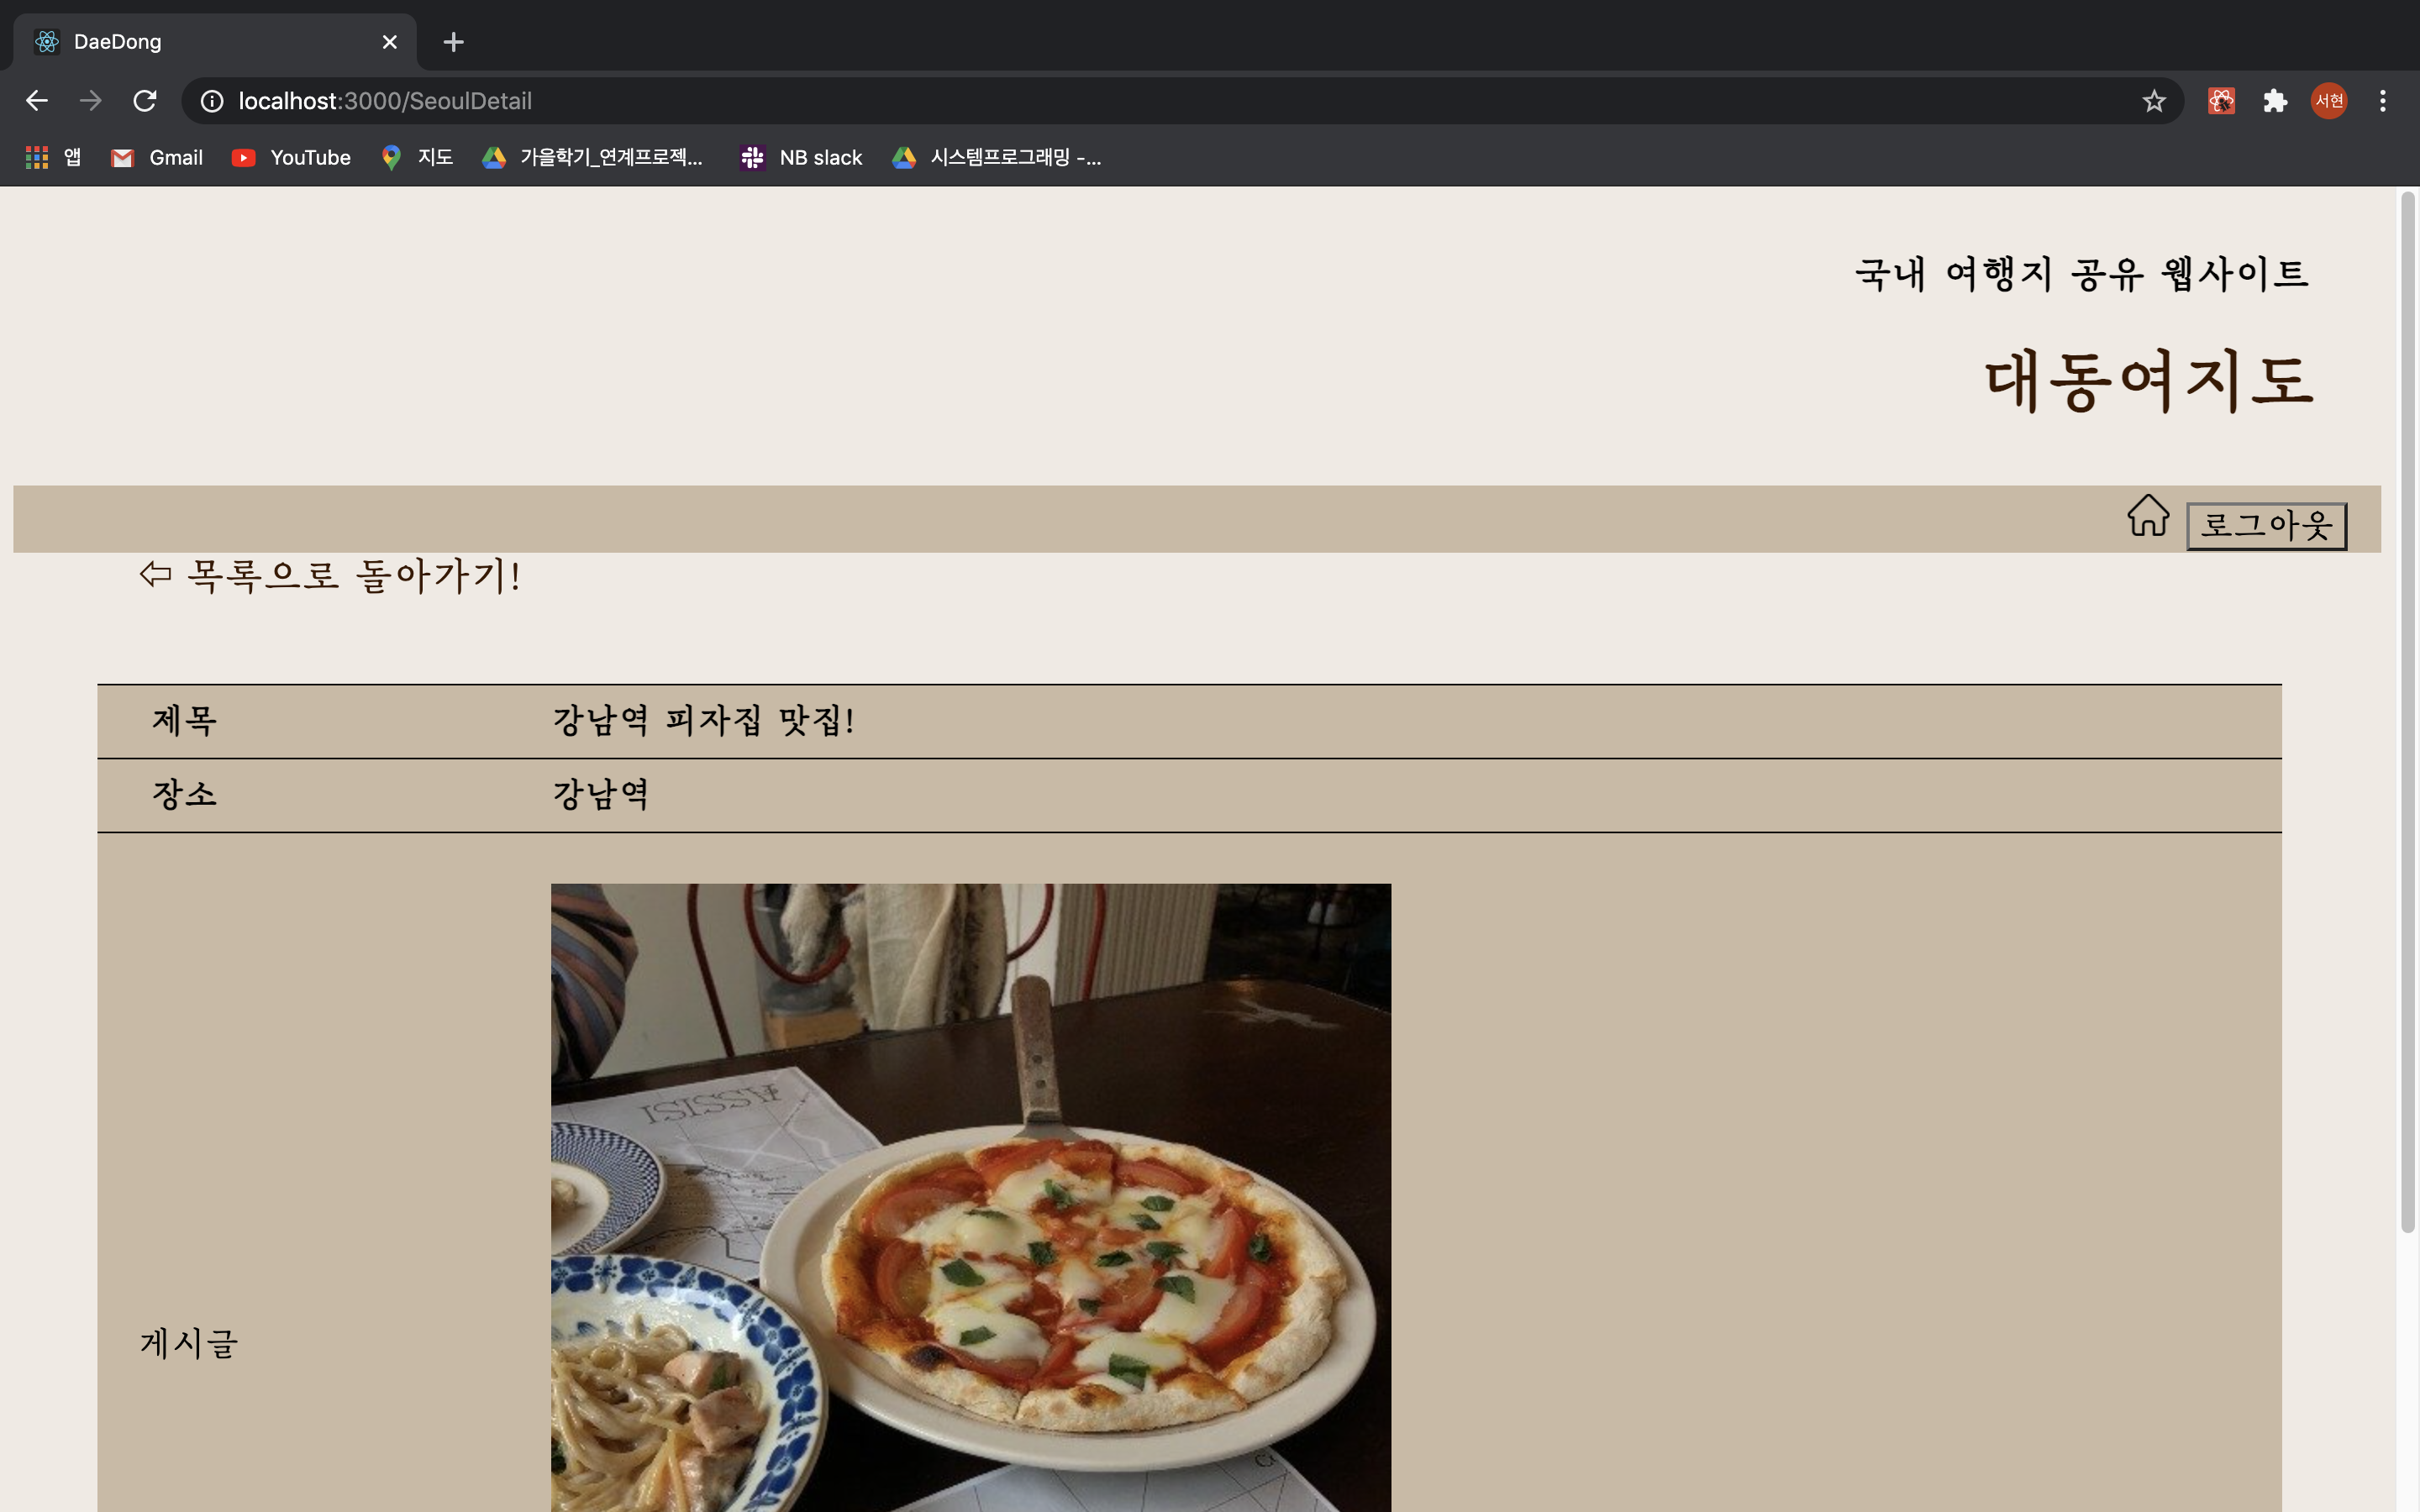 DaeDong
localhost:3000/SeoulDetail
서현
앱 Gmail YouTube 지도 가을학기_연계프로젝... NB slack 시스템프로그래밍 -...
국내 여행지 공유 웹사이트
대동여지도
로그아웃
⇦ 목록으로 돌아가기!
제목 강남역 피자집 맛집!
장소 강남역
게시글
ASSISI